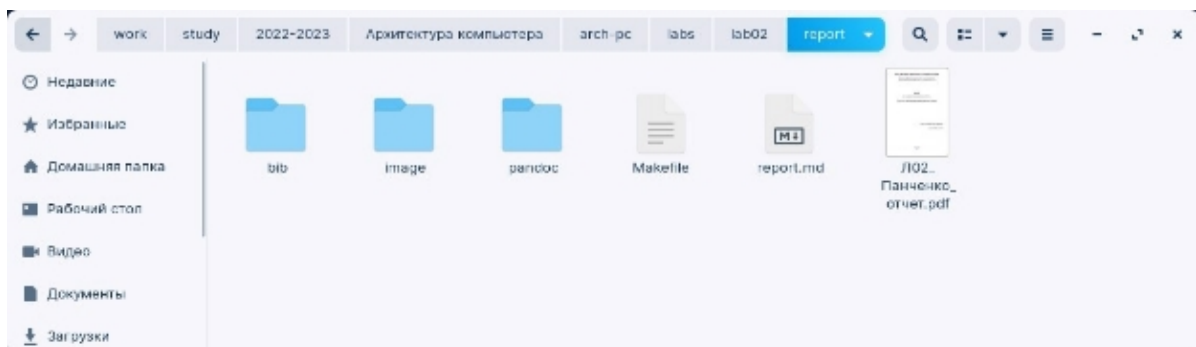 work study 2022-2023 Архитектура компьютера arch-pc labs lab02 report
Недавние
Избранные
Домашняя папка
Рабочий стол
Видео
Документы
Загрузки
bib image pandoc Makefile report.md Л02_
Панченко_
отчет.pdf